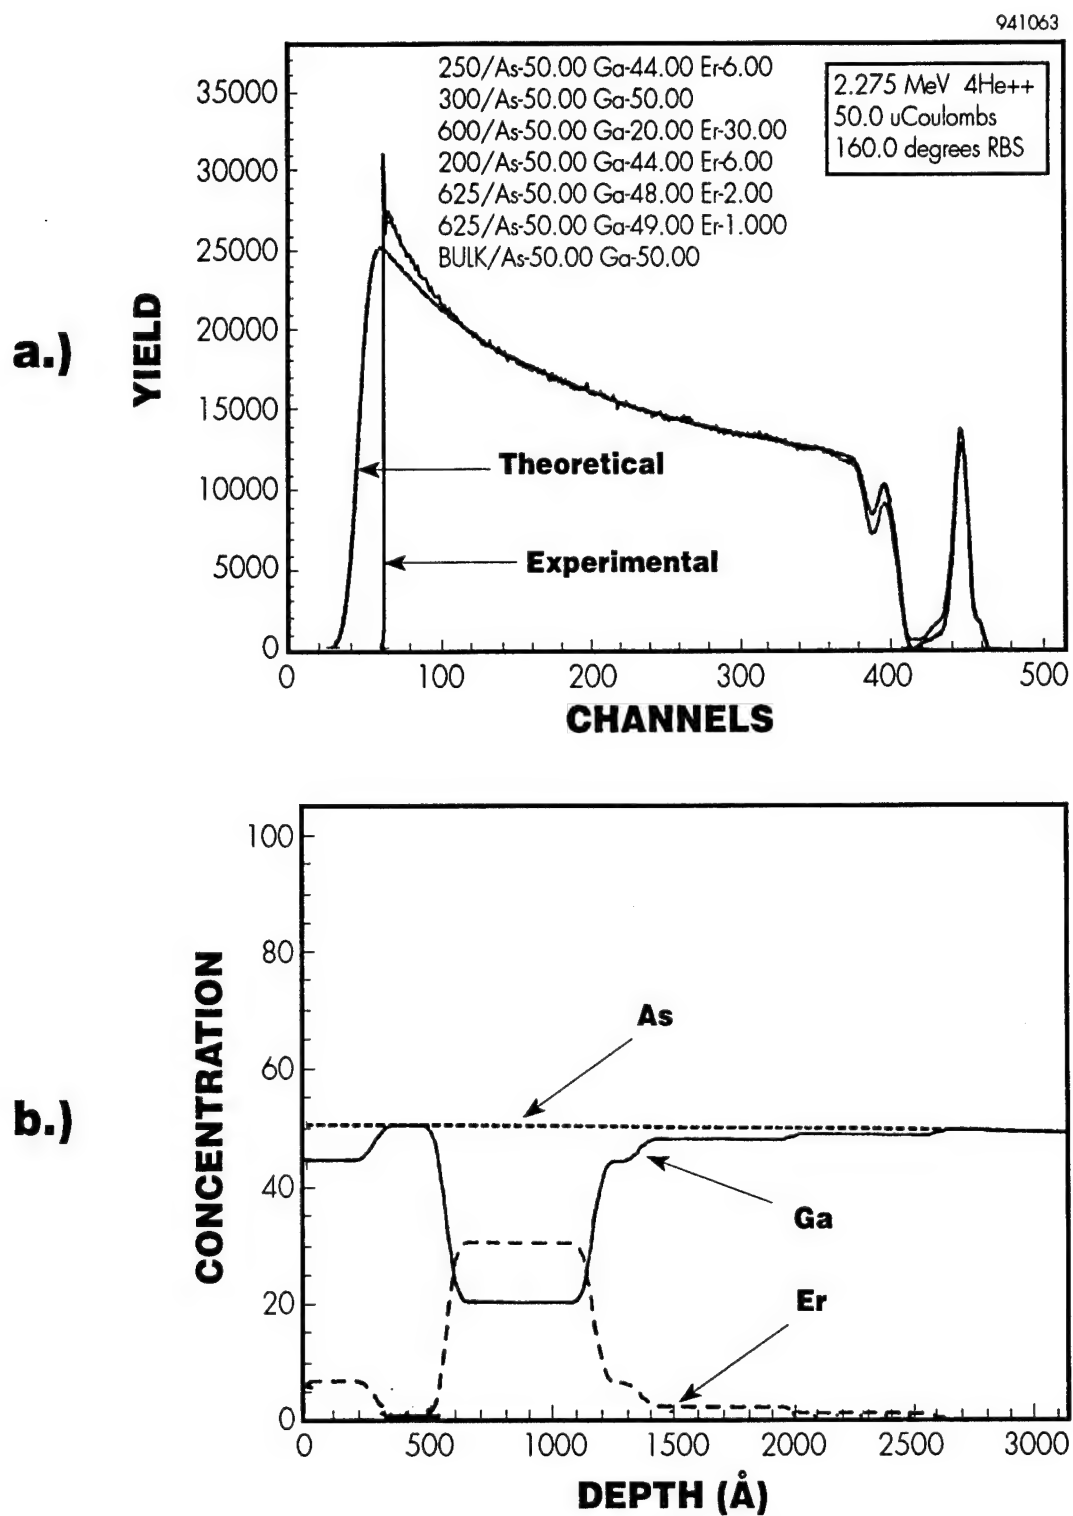 941063
250/As-50.00 Ga-44.00 Er-6.00
300/As-50.00 Ga-50.00
600/As-50.00 Ga-20.00 Er-30.00
200/As-50.00 Ga-44.00 Er-6.00
625/As-50.00 Ga-48.00 Er-2.00
625/As-50.00 Ga-49.00 Er-1.000
BULK/As-50.00 Ga-50.00
2.275 MeV 4He++
50.0 uCoulombs
160.0 degrees RBS
35000
30000
25000
20000
15000
10000
5000
0
YIELD
a.)
Theoretical
Experimental
0 100 200 300 400 500
CHANNELS
100
80
60
40
20
0
CONCENTRATION
b.)
As
Ga
Er
0 500 1000 1500 2000 2500 3000
DEPTH (Å)